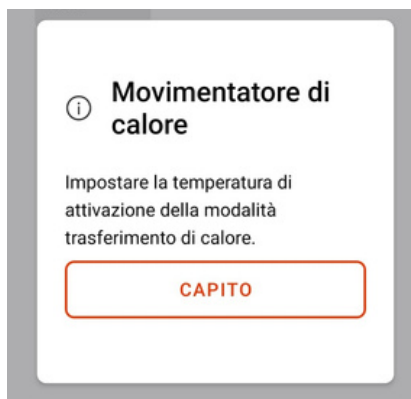 Movimentatore di
calore
Impostare la temperatura di
attivazione della modalità
trasferimento di calore.
CAPITO